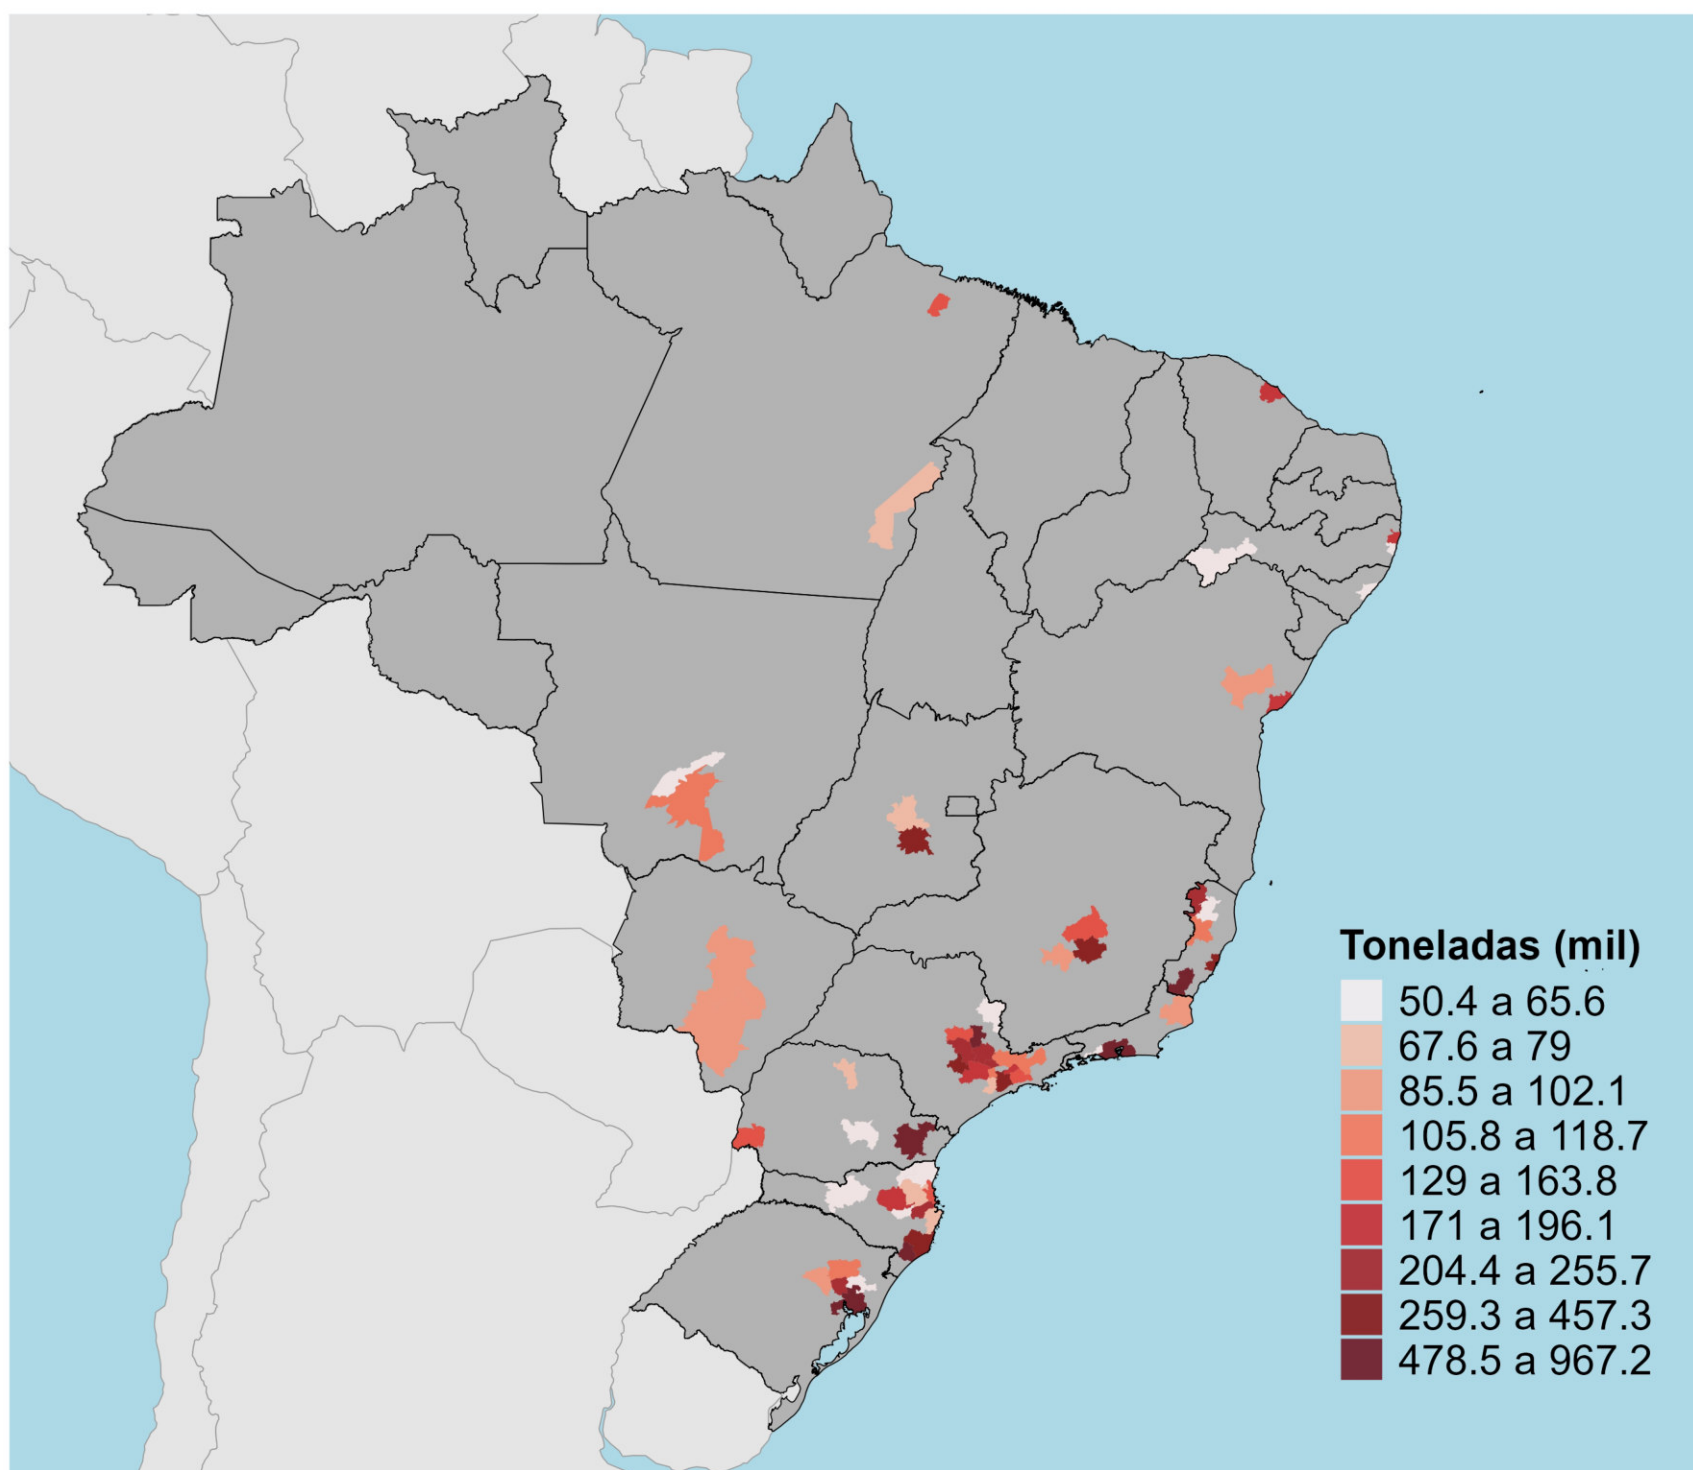 Toneladas (mil)
50.4 a 65.6
67.6 a 79
85.5 a 102.1
105.8 a 118.7
129 a 163.8
171 a 196.1
204.4 a 255.7
259.3 a 457.3
478.5 a 967.2